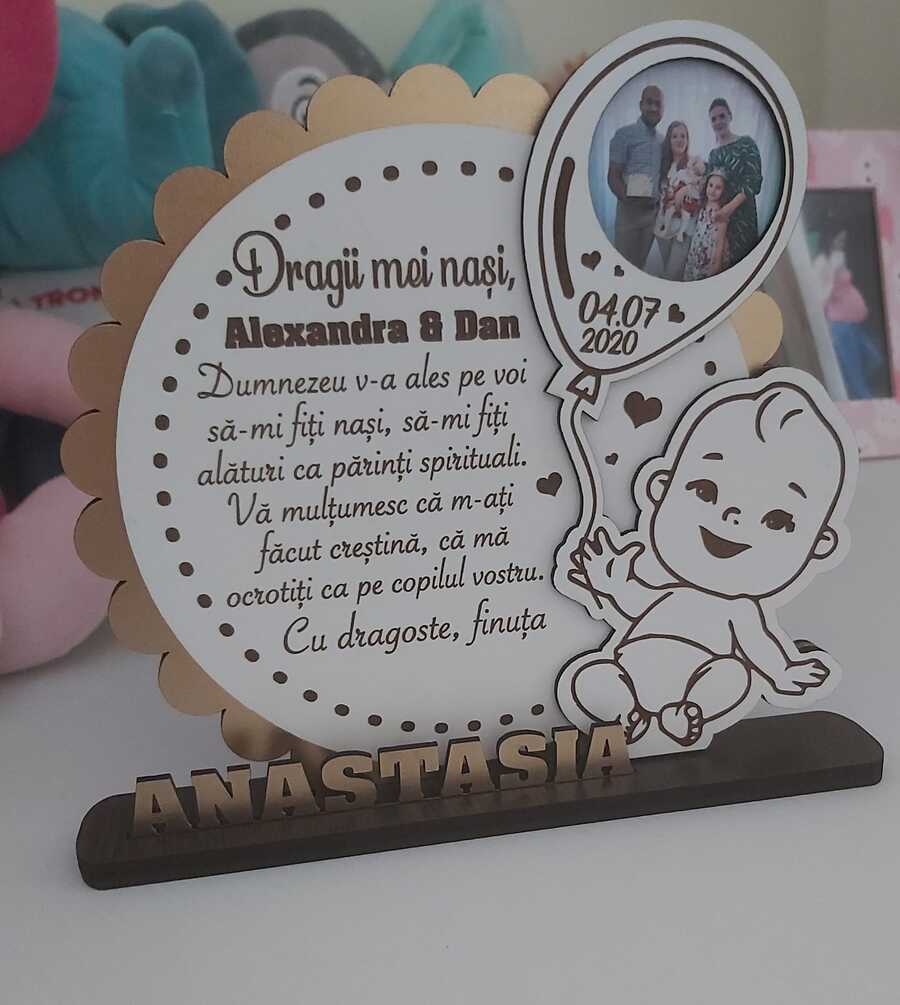 TRON
Dragii mei nași,
Alexandra & Dan
Dumnezeu v-a ales pe voi
să-mi fiți nași, să-mi fiți
alături ca părinți spirituali.
Vă mulțumesc că m-ați
făcut creștină, că mă
ocrotiți ca pe copilul vostru.
Cu dragoste, finuța
04.07
2020
ANASTASIA